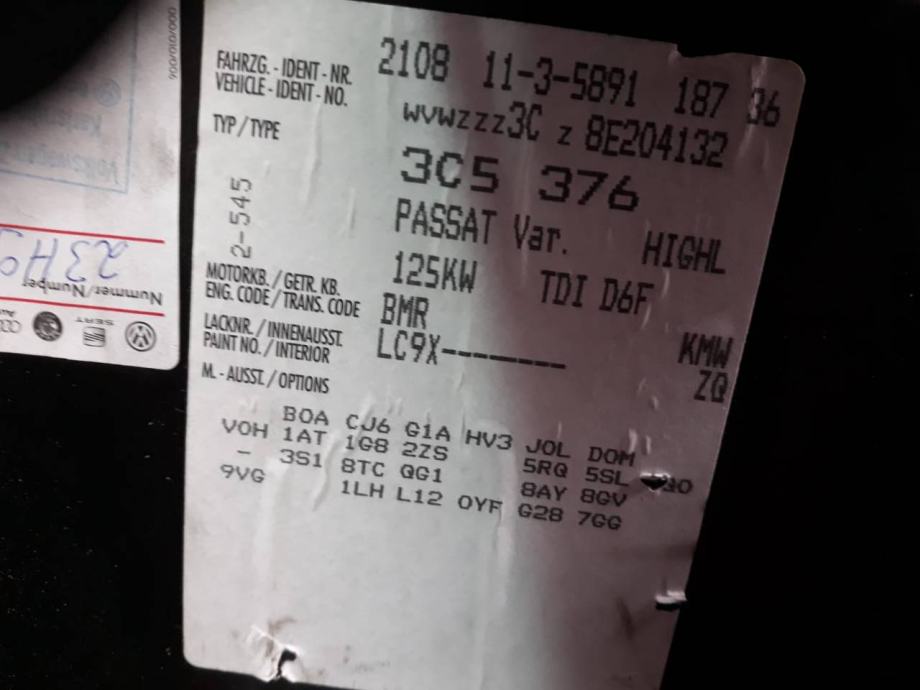 2108 11-3-5891 187 36
FAHRZG. - IDENT - NR.
VEHICLE - IDENT - NO.
WVWZZZ3C Z 8E204132
TYP / TYPE
3C5 376
2-545
PASSAT Var. HIGHL
125KW TDI D6F
MOTORKB. / GETR. KB.
ENG. CODE / TRANS. CODE
BMR KMW
LACKNR. / INNENAUSST.
PAINT NO. / INTERIOR
LC9X-------- ZQ
M. - AUSST. / OPTIONS
BOA CJ6 G1A HV3 JOL DOM
VOH 1AT 1G8 2ZS 5RQ 5SL
- 3S1 8TC QG1 8AY 8GV
9VG 1LH L12 OYF G28 7GG
Nummer/Number
SEAT